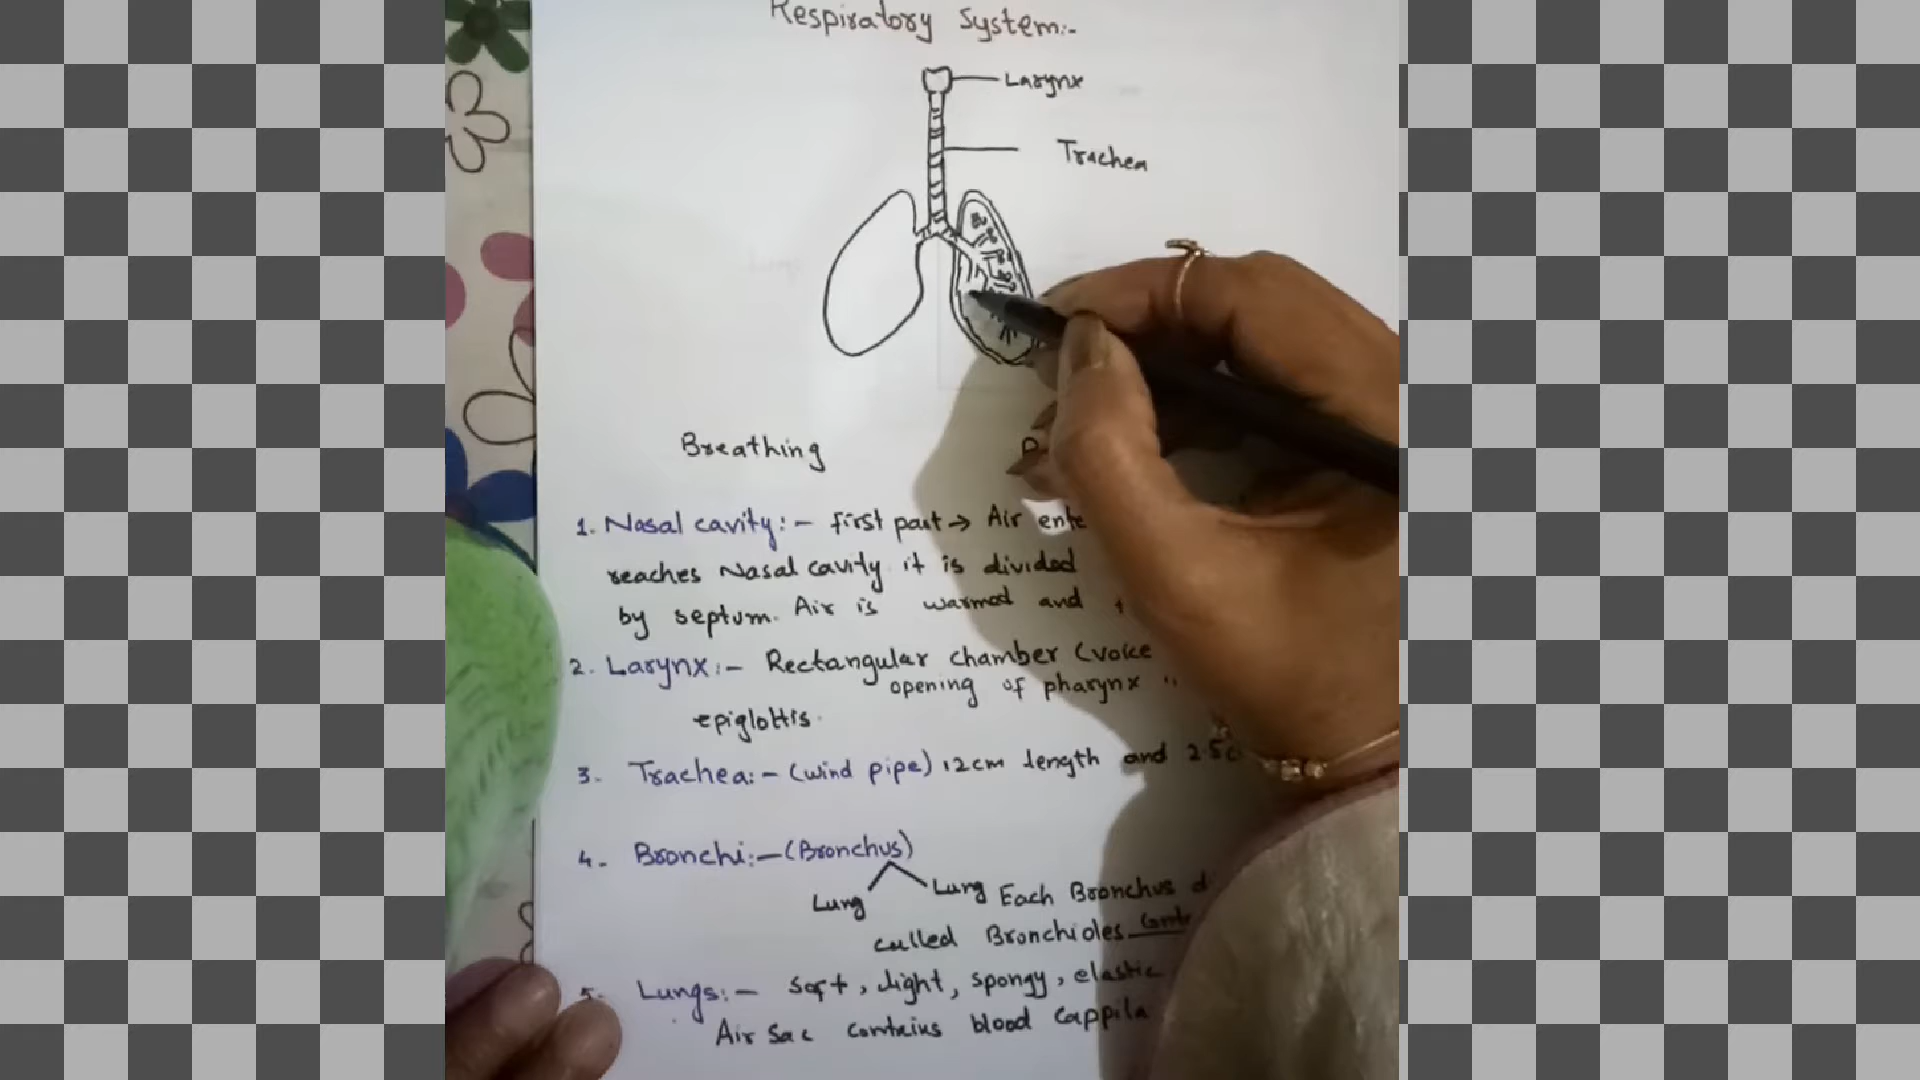 Respiratory System:-
Larynx
Trachea
Breathing
1. Nasal cavity:- first part → Air ente
reaches Nasal cavity it is divided
by septum. Air is warmed and
2. Larynx:- Rectangular chamber (voice
opening of pharynx
epiglottis.
3. Trachea:- (wind pipe) 12cm length and 2.5c
4. Bronchi:- (Bronchus)
Lung Lung Each Bronchus d
called Bronchioles
5. Lungs:- Soft, light, spongy, elastic
Air Sac contains blood cappila